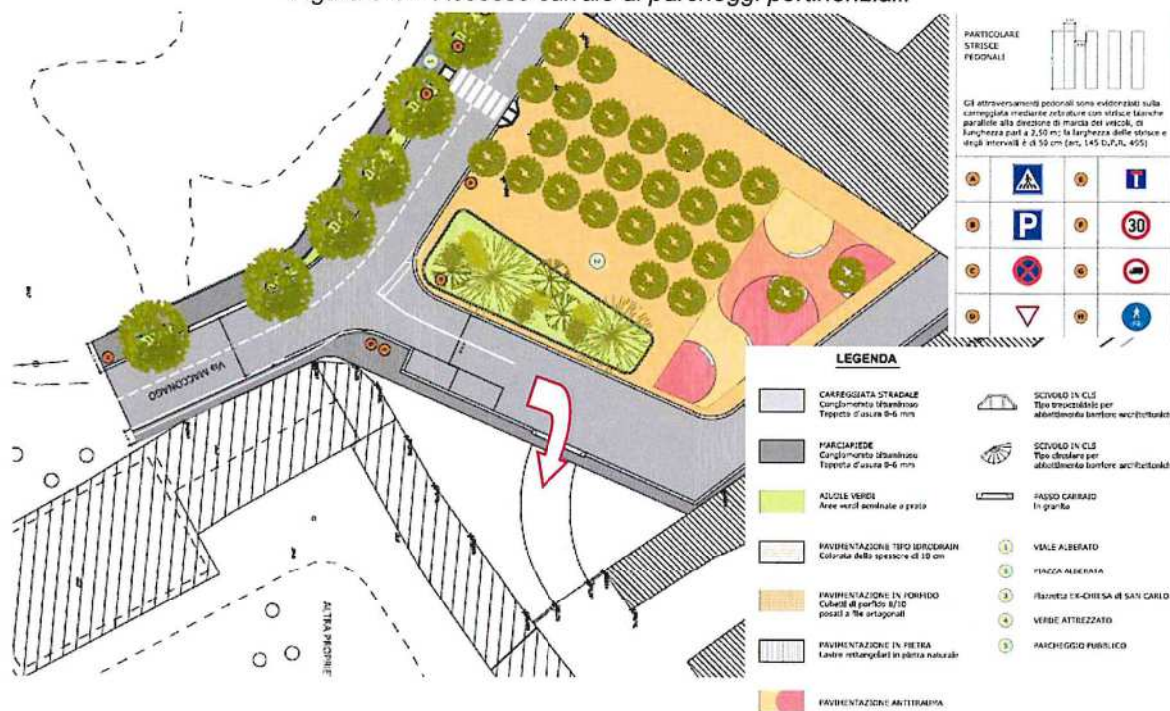 PARTICOLARE
STRISCE
PEDONALI
Gli attraversamenti pedonali sono evidenziati sulla
carreggiata mediante zebrature con strisce bianche
parallele alla direzione di marcia dei veicoli, di
lunghezza pari a 2,50 m; la larghezza delle strisce e
degli intervalli è di 50 cm (art. 145 D.P.R. 495)
A
B
P
30
C
G
D
H
Via MACCONAGO
ALTRA PROPRIE
LEGENDA
CARREGGIATA STRADALE
Conglomerato bituminoso
Tappeto d'usura 0-6 mm
MARCIAPIEDE
Conglomerato bituminoso
Tappeto d'usura 0-6 mm
AIUOLE VERDI
Aree verdi seminate a prato
PAVIMENTAZIONE TIPO IDRODRAIN
Colorata dello spessore di 10 cm
PAVIMENTAZIONE IN PORFIDO
Cubetti di porfido 8/10
posati a file ortogonali
PAVIMENTAZIONE IN PIETRA
Lastre rettangolari in pietra naturale
PAVIMENTAZIONE ANTITRAUMA
SCIVOLO IN CLS
Tipo trapezoidale per
abbattimento barriere architettoniche
SCIVOLO IN CLS
Tipo circolare per
abbattimento barriere architettoniche
PASSO CARRAIO
in granito
1 VIALE ALBERATO
2 PIAZZA ALBERATA
3 Piazzetta EX-CHIESA di SAN CARLO
4 VERDE ATTREZZATO
5 PARCHEGGIO PUBBLICO